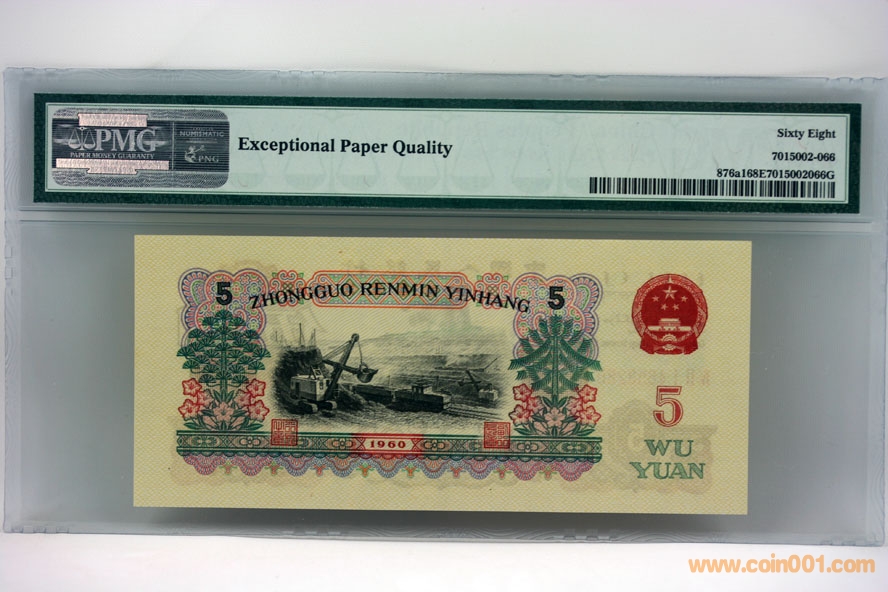 PMG
PAPER MONEY GUARANTY
NUMISMATIC
PNG
Exceptional Paper Quality
Sixty Eight
7015002-066
876a168E7015002066G
5 ZHONGGUO RENMIN YINHANG 5
1960
5
WU
YUAN
www.coin001.com